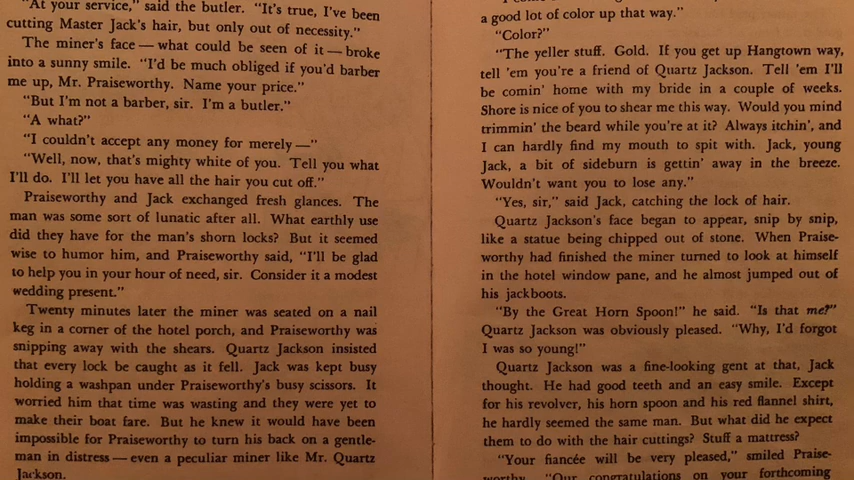 "At your service," said the butler. "It's true, I've been
cutting Master Jack's hair, but only out of necessity."
The miner's face — what could be seen of it — broke
into a sunny smile. "I'd be much obliged if you'd barber
me up, Mr. Praiseworthy. Name your price."
"But I'm not a barber, sir. I'm a butler."
"A what?"
"I couldn't accept any money for merely —"
"Well, now, that's mighty white of you. Tell you what
I'll do. I'll let you have all the hair you cut off."
Praiseworthy and Jack exchanged fresh glances. The
man was some sort of lunatic after all. What earthly use
did they have for the man's shorn locks? But it seemed
wise to humor him, and Praiseworthy said, "I'll be glad
to help you in your hour of need, sir. Consider it a modest
wedding present."
Twenty minutes later the miner was seated on a nail
keg in a corner of the hotel porch, and Praiseworthy was
snipping away with the shears. Quartz Jackson insisted
that every lock be caught as it fell. Jack was kept busy
holding a washpan under Praiseworthy's busy scissors. It
worried him that time was wasting and they were yet to
make their boat fare. But he knew it would have been
impossible for Praiseworthy to turn his back on a gentle-
man in distress — even a peculiar miner like Mr. Quartz
Jackson.
a good lot of color up that way."
"Color?"
"The yeller stuff. Gold. If you get up Hangtown way,
tell 'em you're a friend of Quartz Jackson. Tell 'em I'll
be comin' home with my bride in a couple of weeks.
Shore is nice of you to shear me this way. Would you mind
trimmin' the beard while you're at it? Always itchin', and
I can hardly find my mouth to spit with. Jack, young
Jack, a bit of sideburn is gettin' away in the breeze.
Wouldn't want you to lose any."
"Yes, sir," said Jack, catching the lock of hair.
Quartz Jackson's face began to appear, snip by snip,
like a statue being chipped out of stone. When Praise-
worthy had finished the miner turned to look at himself
in the hotel window pane, and he almost jumped out of
his jackboots.
"By the Great Horn Spoon!" he said. "Is that me?"
Quartz Jackson was obviously pleased. "Why, I'd forgot
I was so young!"
Quartz Jackson was a fine-looking gent at that, Jack
thought. He had good teeth and an easy smile. Except
for his revolver, his horn spoon and his red flannel shirt,
he hardly seemed the same man. But what did he expect
them to do with the hair cuttings? Stuff a mattress?
"Your fiancée will be very pleased," smiled Praise-
worthy. "Our congratulations on your forthcoming